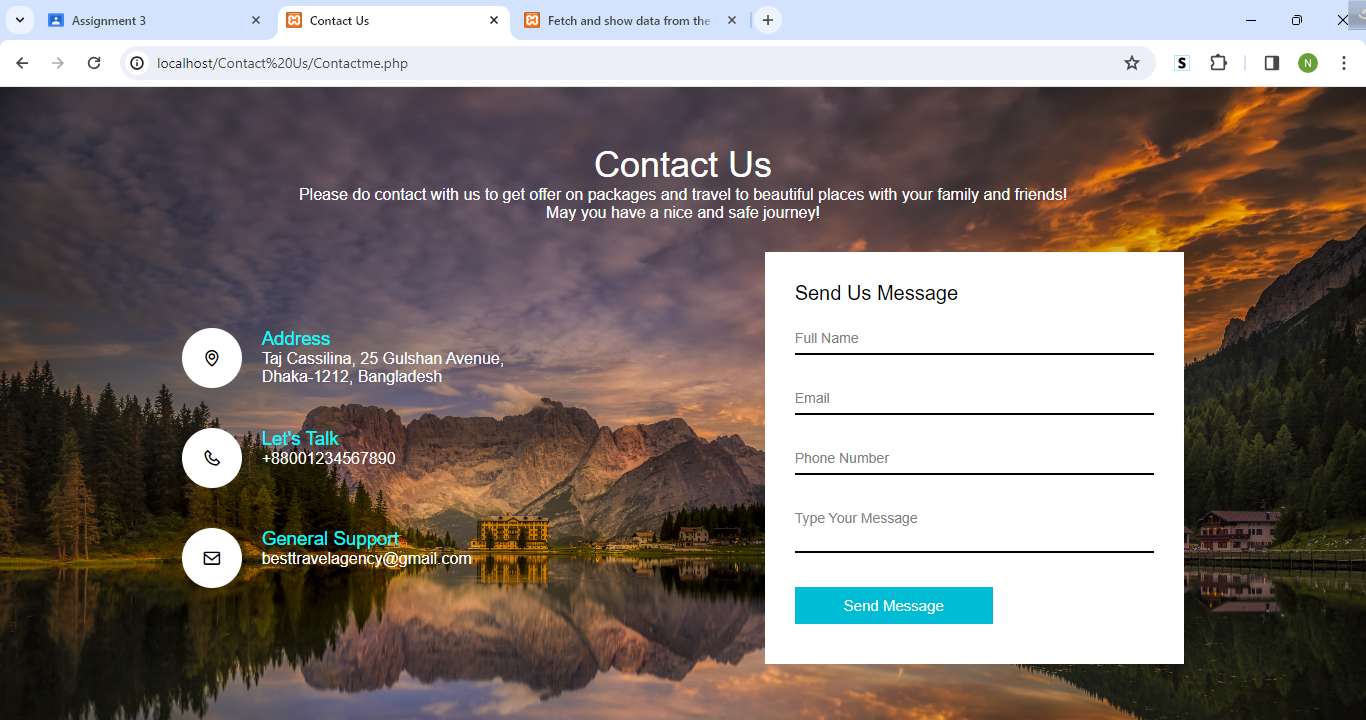 Assignment 3
Contact Us
Fetch and show data from the
localhost/Contact%20Us/Contactme.php
S
N
Contact Us
Please do contact with us to get offer on packages and travel to beautiful places with your family and friends!
May you have a nice and safe journey!
Address
Taj Cassilina, 25 Gulshan Avenue,
Dhaka-1212, Bangladesh
Let's Talk
+88001234567890
General Support
besttravelagency@gmail.com
Send Us Message
Full Name
Email
Phone Number
Type Your Message
Send Message